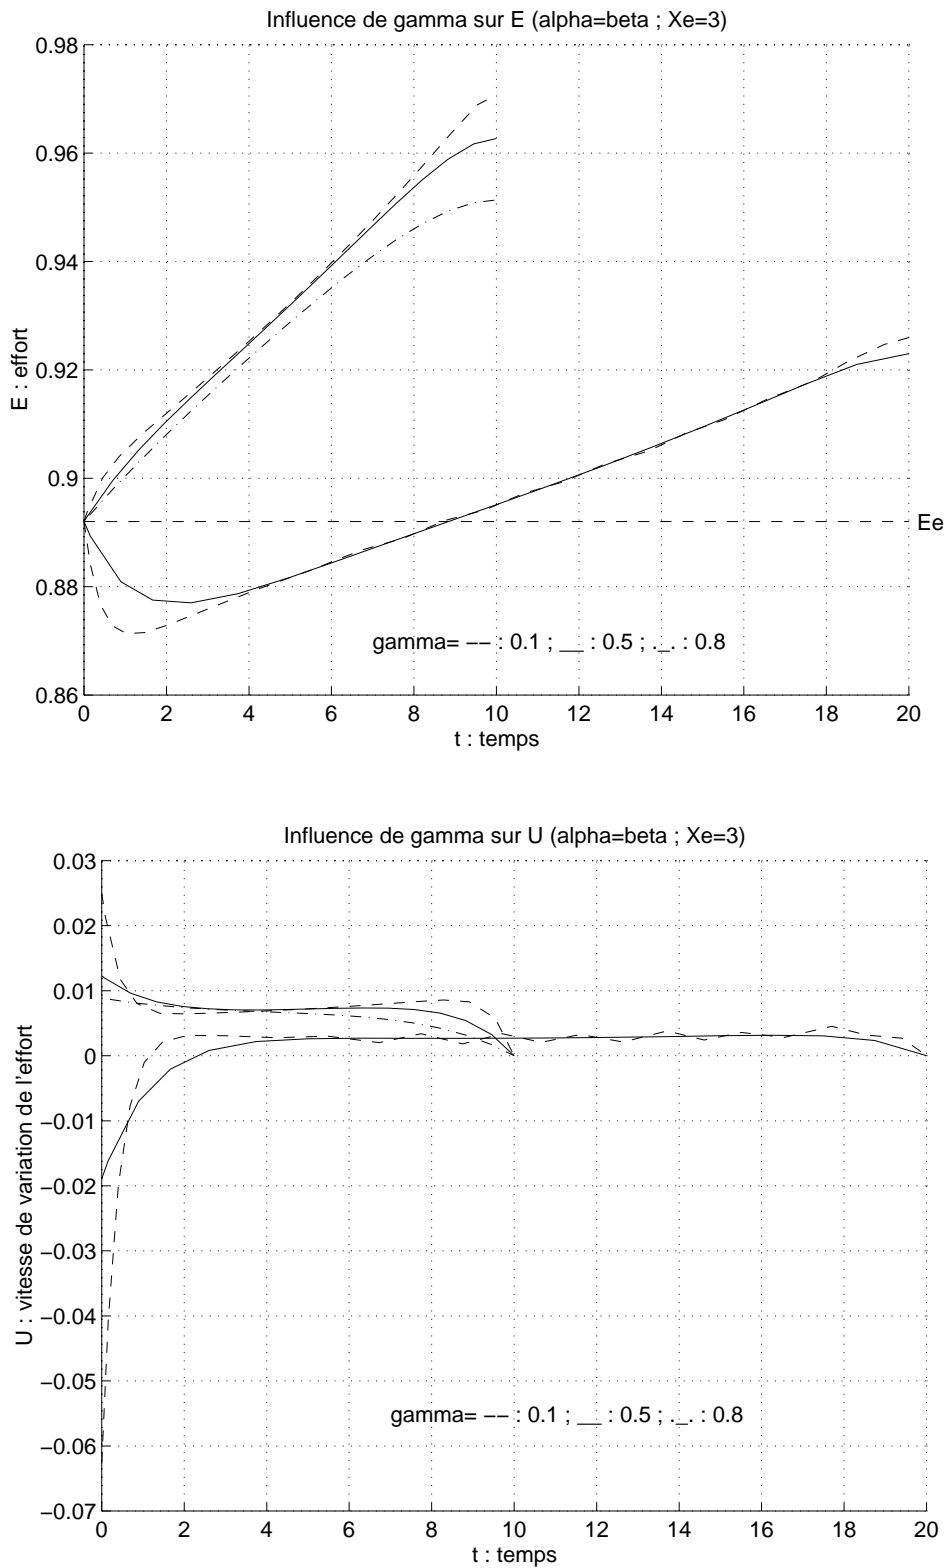 Influence de gamma sur E (alpha=beta ; Xe=3)
0.98
0.96
0.94
0.92
0.9
0.88
0.86
E : effort
Ee
gamma= −− : 0.1 ; __ : 0.5 ; ._. : 0.8
0 2 4 6 8 10 12 14 16 18 20
t : temps
Influence de gamma sur U (alpha=beta ; Xe=3)
0.03
0.02
0.01
0
−0.01
−0.02
−0.03
−0.04
−0.05
−0.06
−0.07
U : vitesse de variation de l'effort
gamma= −− : 0.1 ; __ : 0.5 ; ._. : 0.8
0 2 4 6 8 10 12 14 16 18 20
t : temps